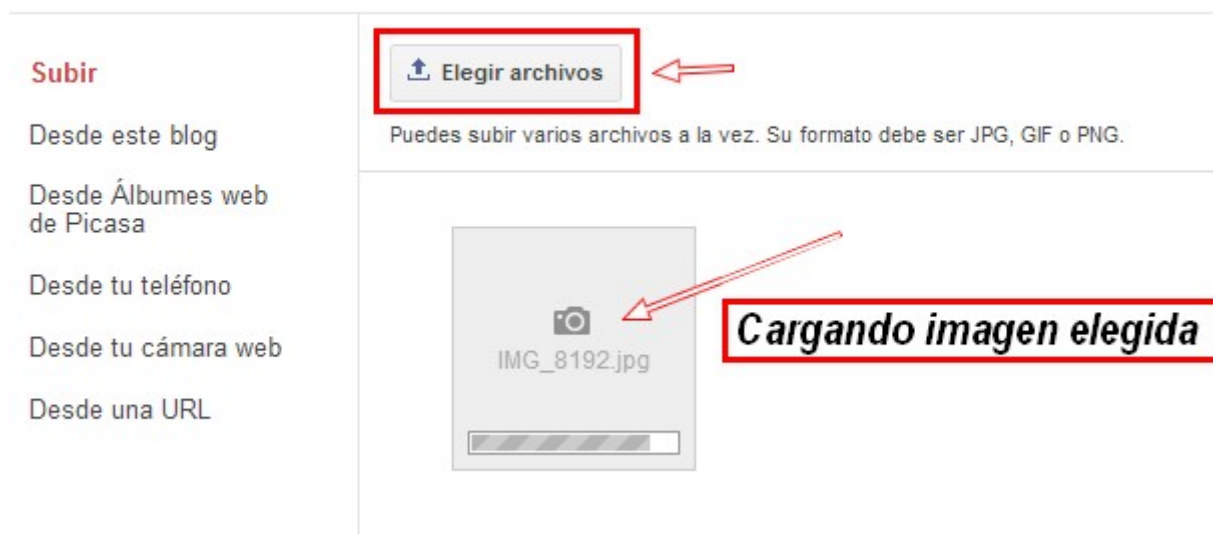 Subir
Desde este blog
Desde Álbumes web
de Picasa
Desde tu teléfono
Desde tu cámara web
Desde una URL
Elegir archivos
Puedes subir varios archivos a la vez. Su formato debe ser JPG, GIF o PNG.
IMG_8192.jpg
Cargando imagen elegida